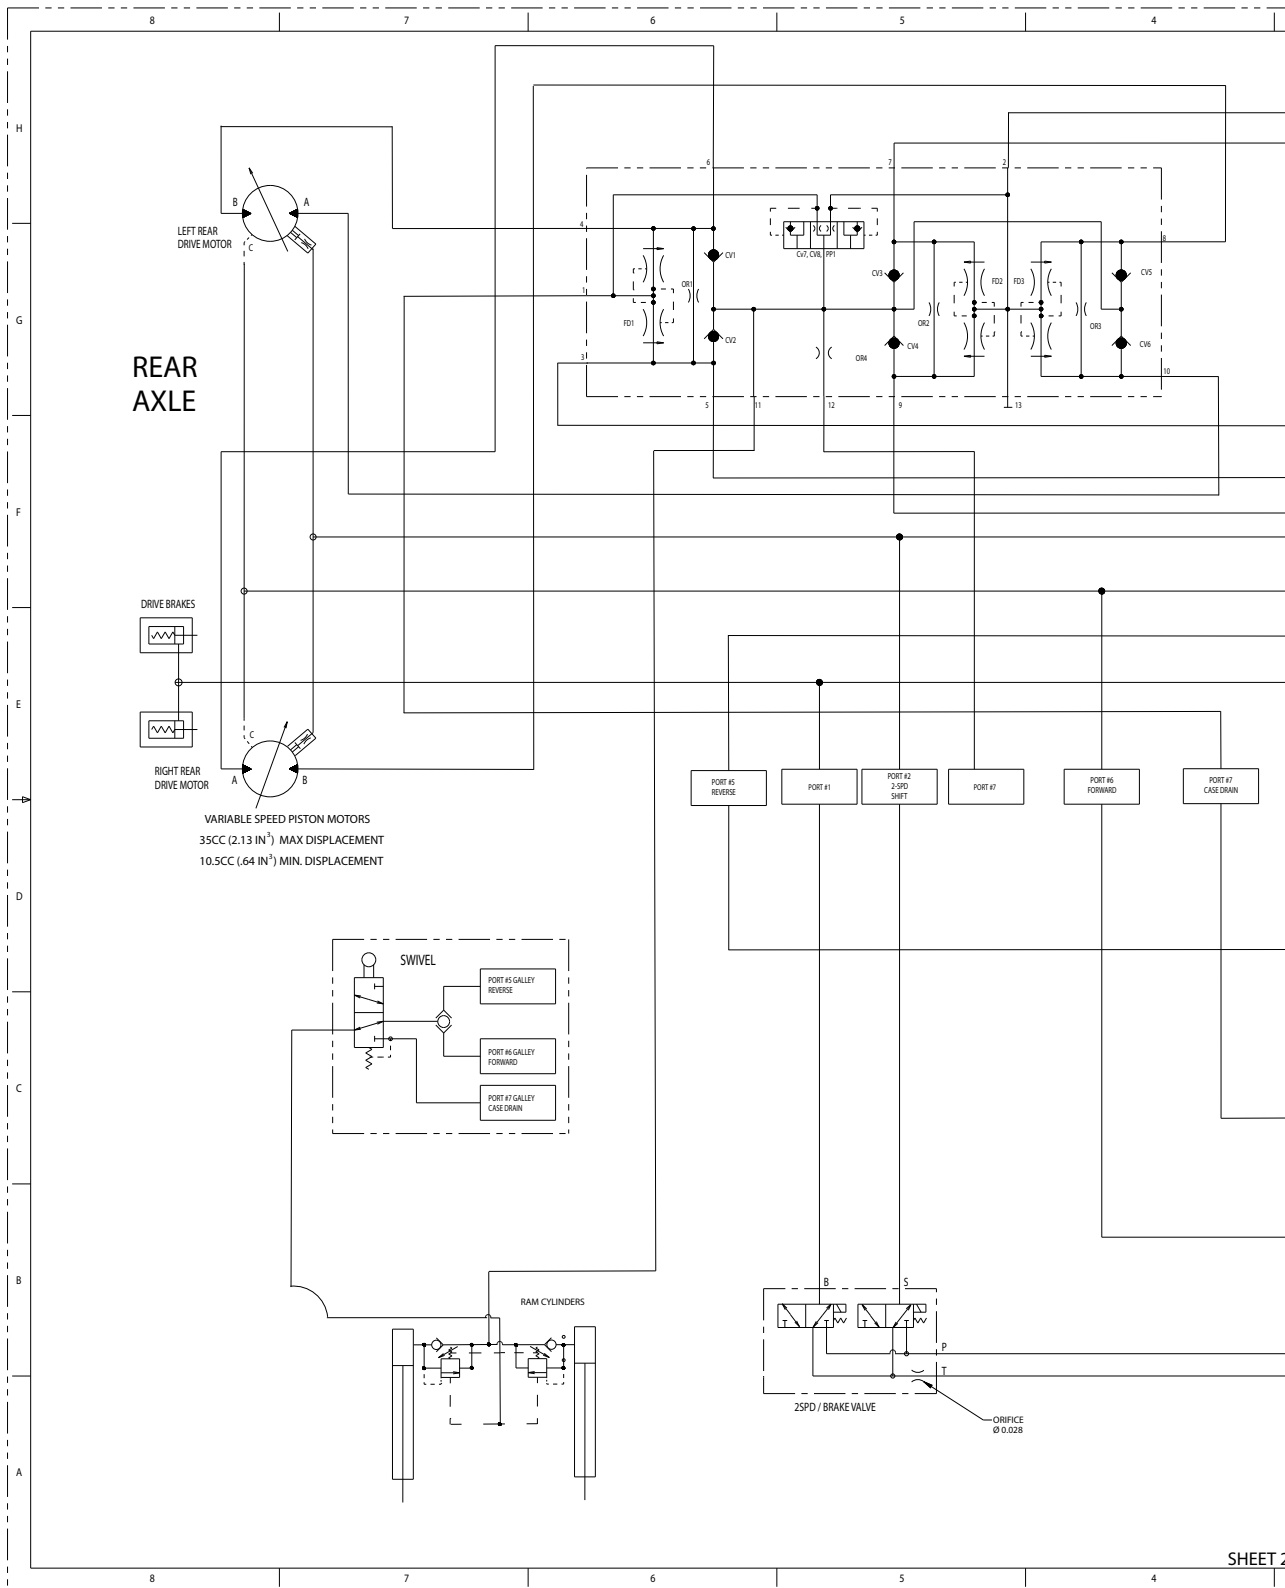 8 7 6 5 4
H
6 7 2
B A
LEFT REAR
DRIVE MOTOR
C
4 8
Cv7, CV8, PP1
CV1
CV3
FD2 FD3
CV5
1
OR1
G
FD1
OR2
OR3
CV2
OR4
CV4
CV6
3
10
REAR
AXLE
5 11 12 9 13
F
DRIVE BRAKES
E
C
RIGHT REAR
DRIVE MOTOR
A B
PORT #5
REVERSE
PORT #1
PORT #2
2-SPD
SHIFT
PORT #7
PORT #6
FORWARD
PORT #7
CASE DRAIN
VARIABLE SPEED PISTON MOTORS
35CC (2.13 IN³) MAX DISPLACEMENT
10.5CC (.64 IN³) MIN. DISPLACEMENT
D
SWIVEL
PORT #5 GALLEY
REVERSE
PORT #6 GALLEY
FORWARD
C
PORT #7 GALLEY
CASE DRAIN
B
B S
RAM CYLINDERS
P
T
2SPD / BRAKE VALVE
ORIFICE
Ø 0.028
A
SHEET 2
8 7 6 5 4